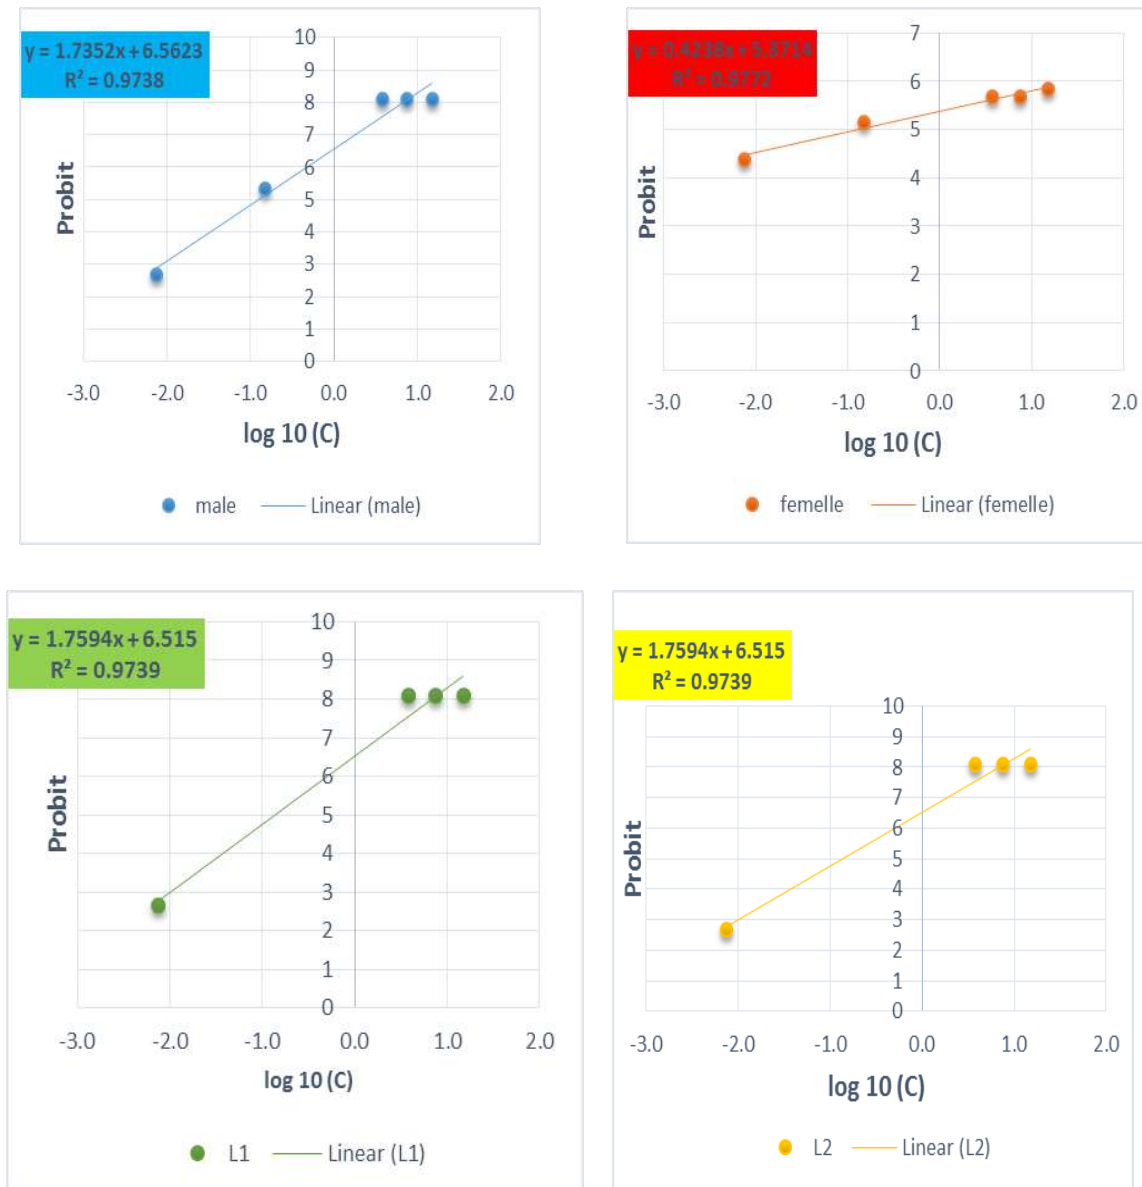 y = 1.7352x + 6.5623
R² = 0.9738
10
9
8
7
6
5
4
3
2
1
0
-3.0 -2.0 -1.0 0.0 1.0 2.0
Probit
log 10 (C)
male Linear (male)
y = 0.4238x + 5.3714
R² = 0.9772
7
6
5
4
3
2
1
0
-3.0 -2.0 -1.0 0.0 1.0 2.0
Probit
log 10 (C)
femelle Linear (femelle)
y = 1.7594x + 6.515
R² = 0.9739
10
9
8
7
6
5
4
3
2
1
0
-3.0 -2.0 -1.0 0.0 1.0 2.0
Probit
log 10 (C)
L1 Linear (L1)
y = 1.7594x + 6.515
R² = 0.9739
10
9
8
7
6
5
4
3
2
1
0
-3.0 -2.0 -1.0 0.0 1.0 2.0
Probit
log 10 (C)
L2 Linear (L2)